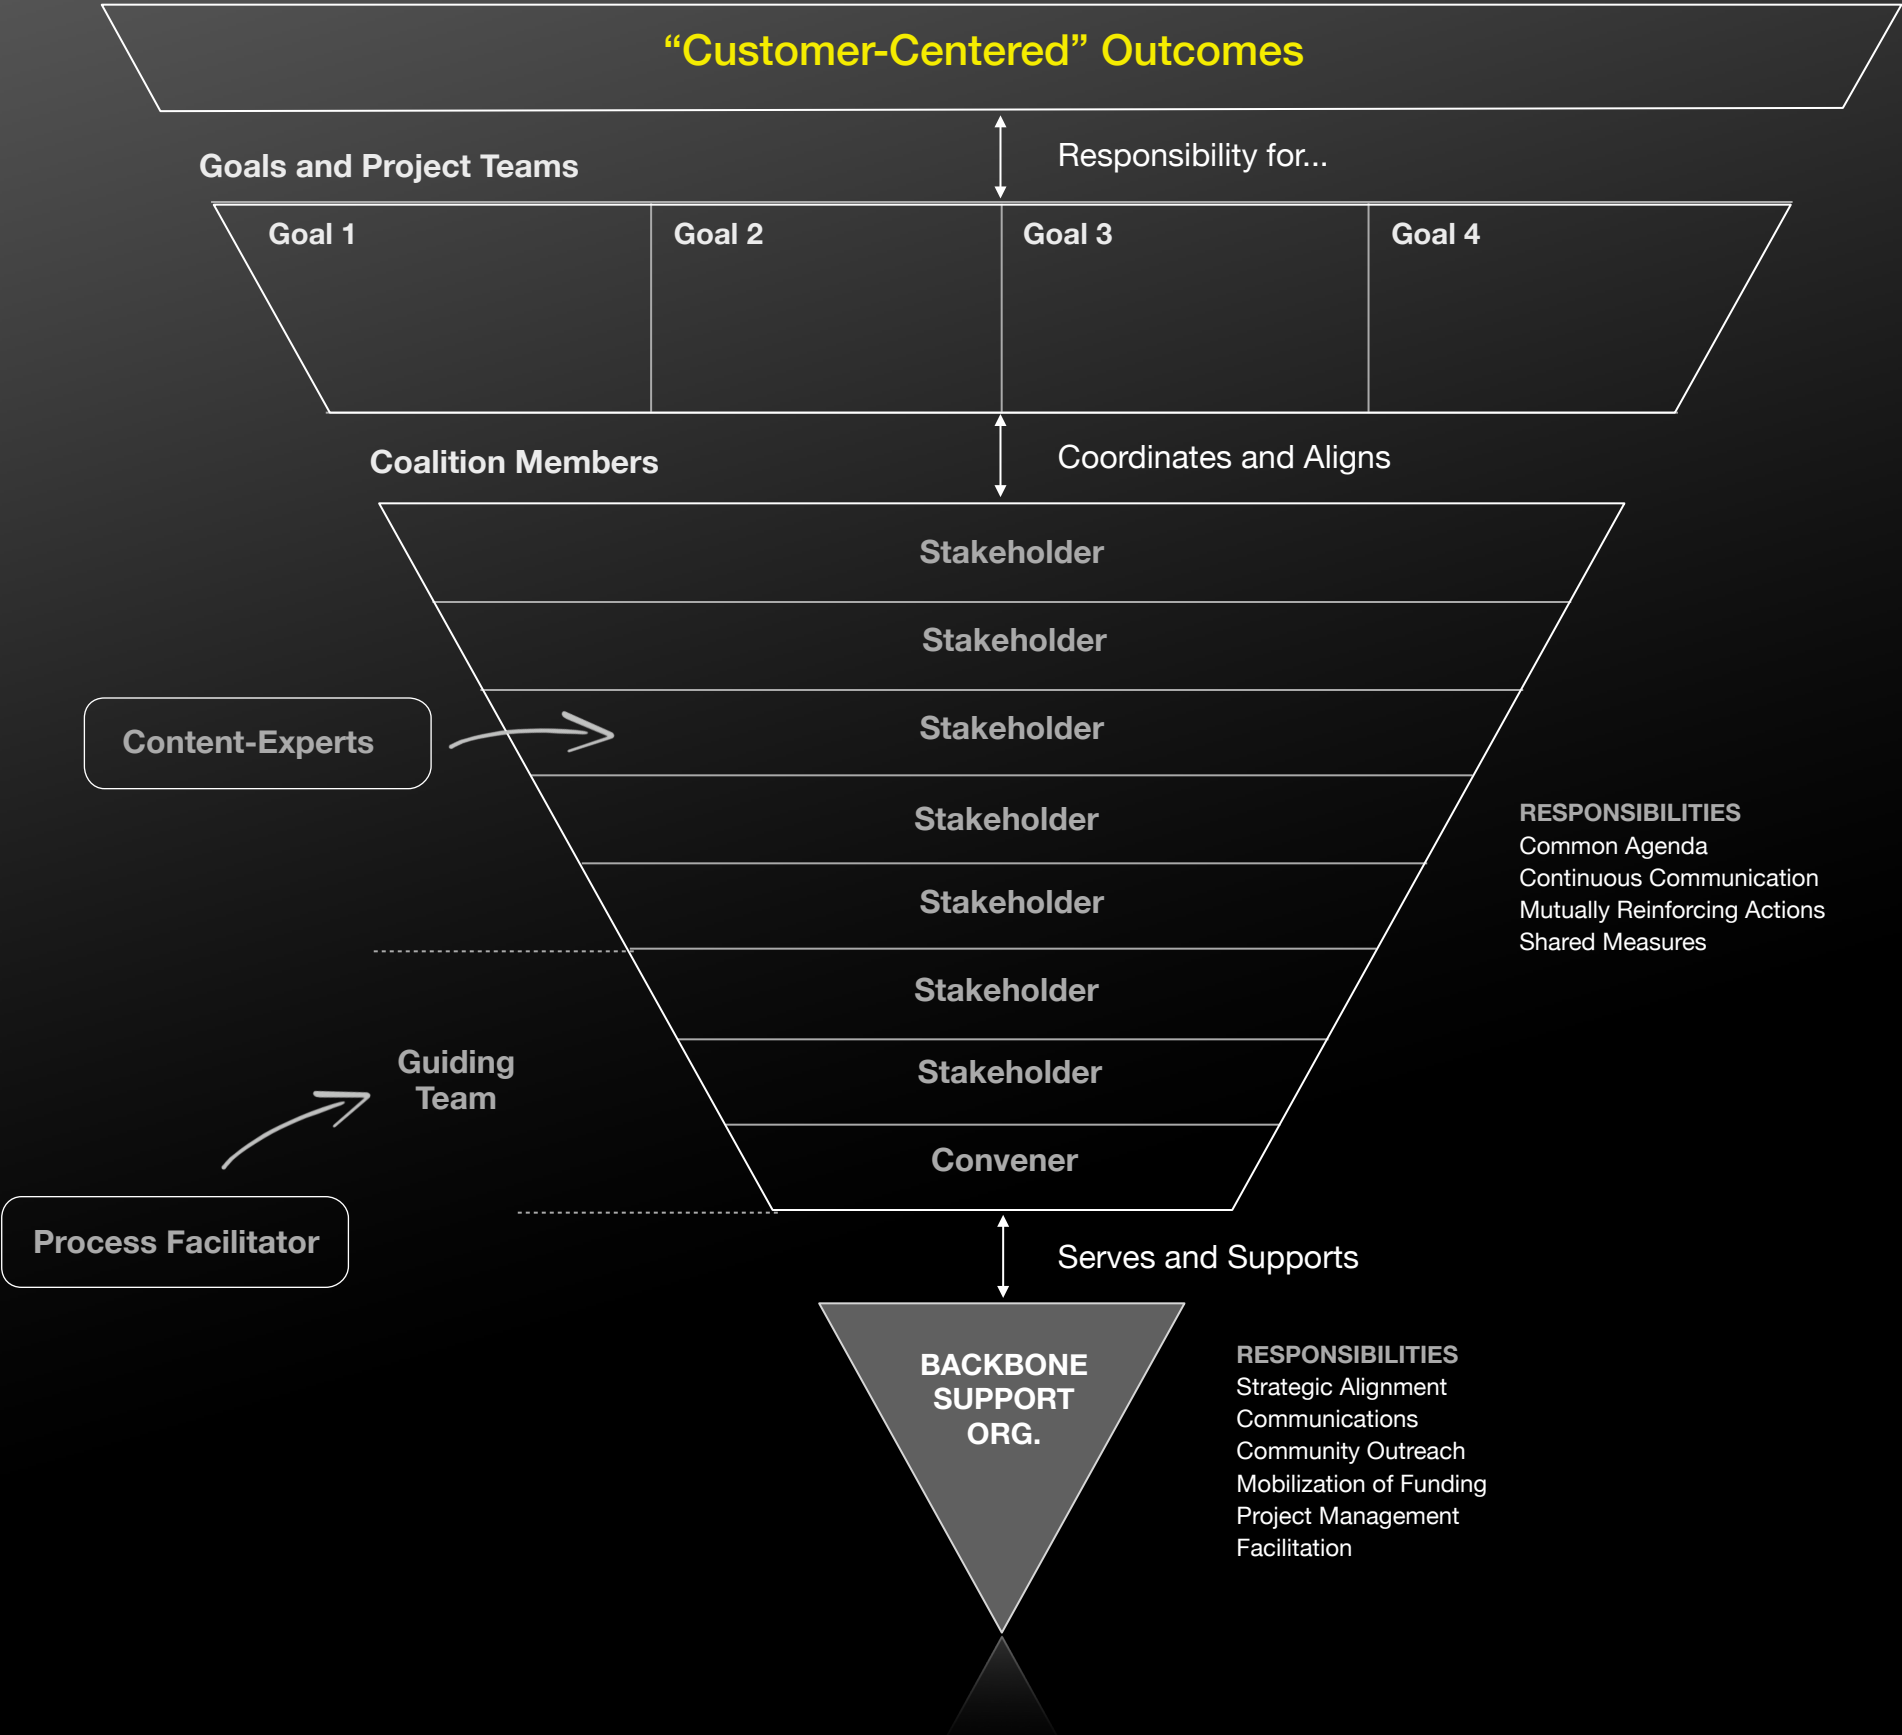 “Customer-Centered” Outcomes
Responsibility for...
Goals and Project Teams
Goal 1
Goal 2
Goal 3
Goal 4
Coalition Members
Coordinates and Aligns
Stakeholder
Stakeholder
Stakeholder
Content-Experts
Stakeholder
Stakeholder
RESPONSIBILITIES
Common Agenda
Continuous Communication
Mutually Reinforcing Actions
Shared Measures
Stakeholder
Stakeholder
Guiding
Team
Convener
Process Facilitator
Serves and Supports
BACKBONE
SUPPORT
ORG.
RESPONSIBILITIES
Strategic Alignment
Communications
Community Outreach
Mobilization of Funding
Project Management
Facilitation